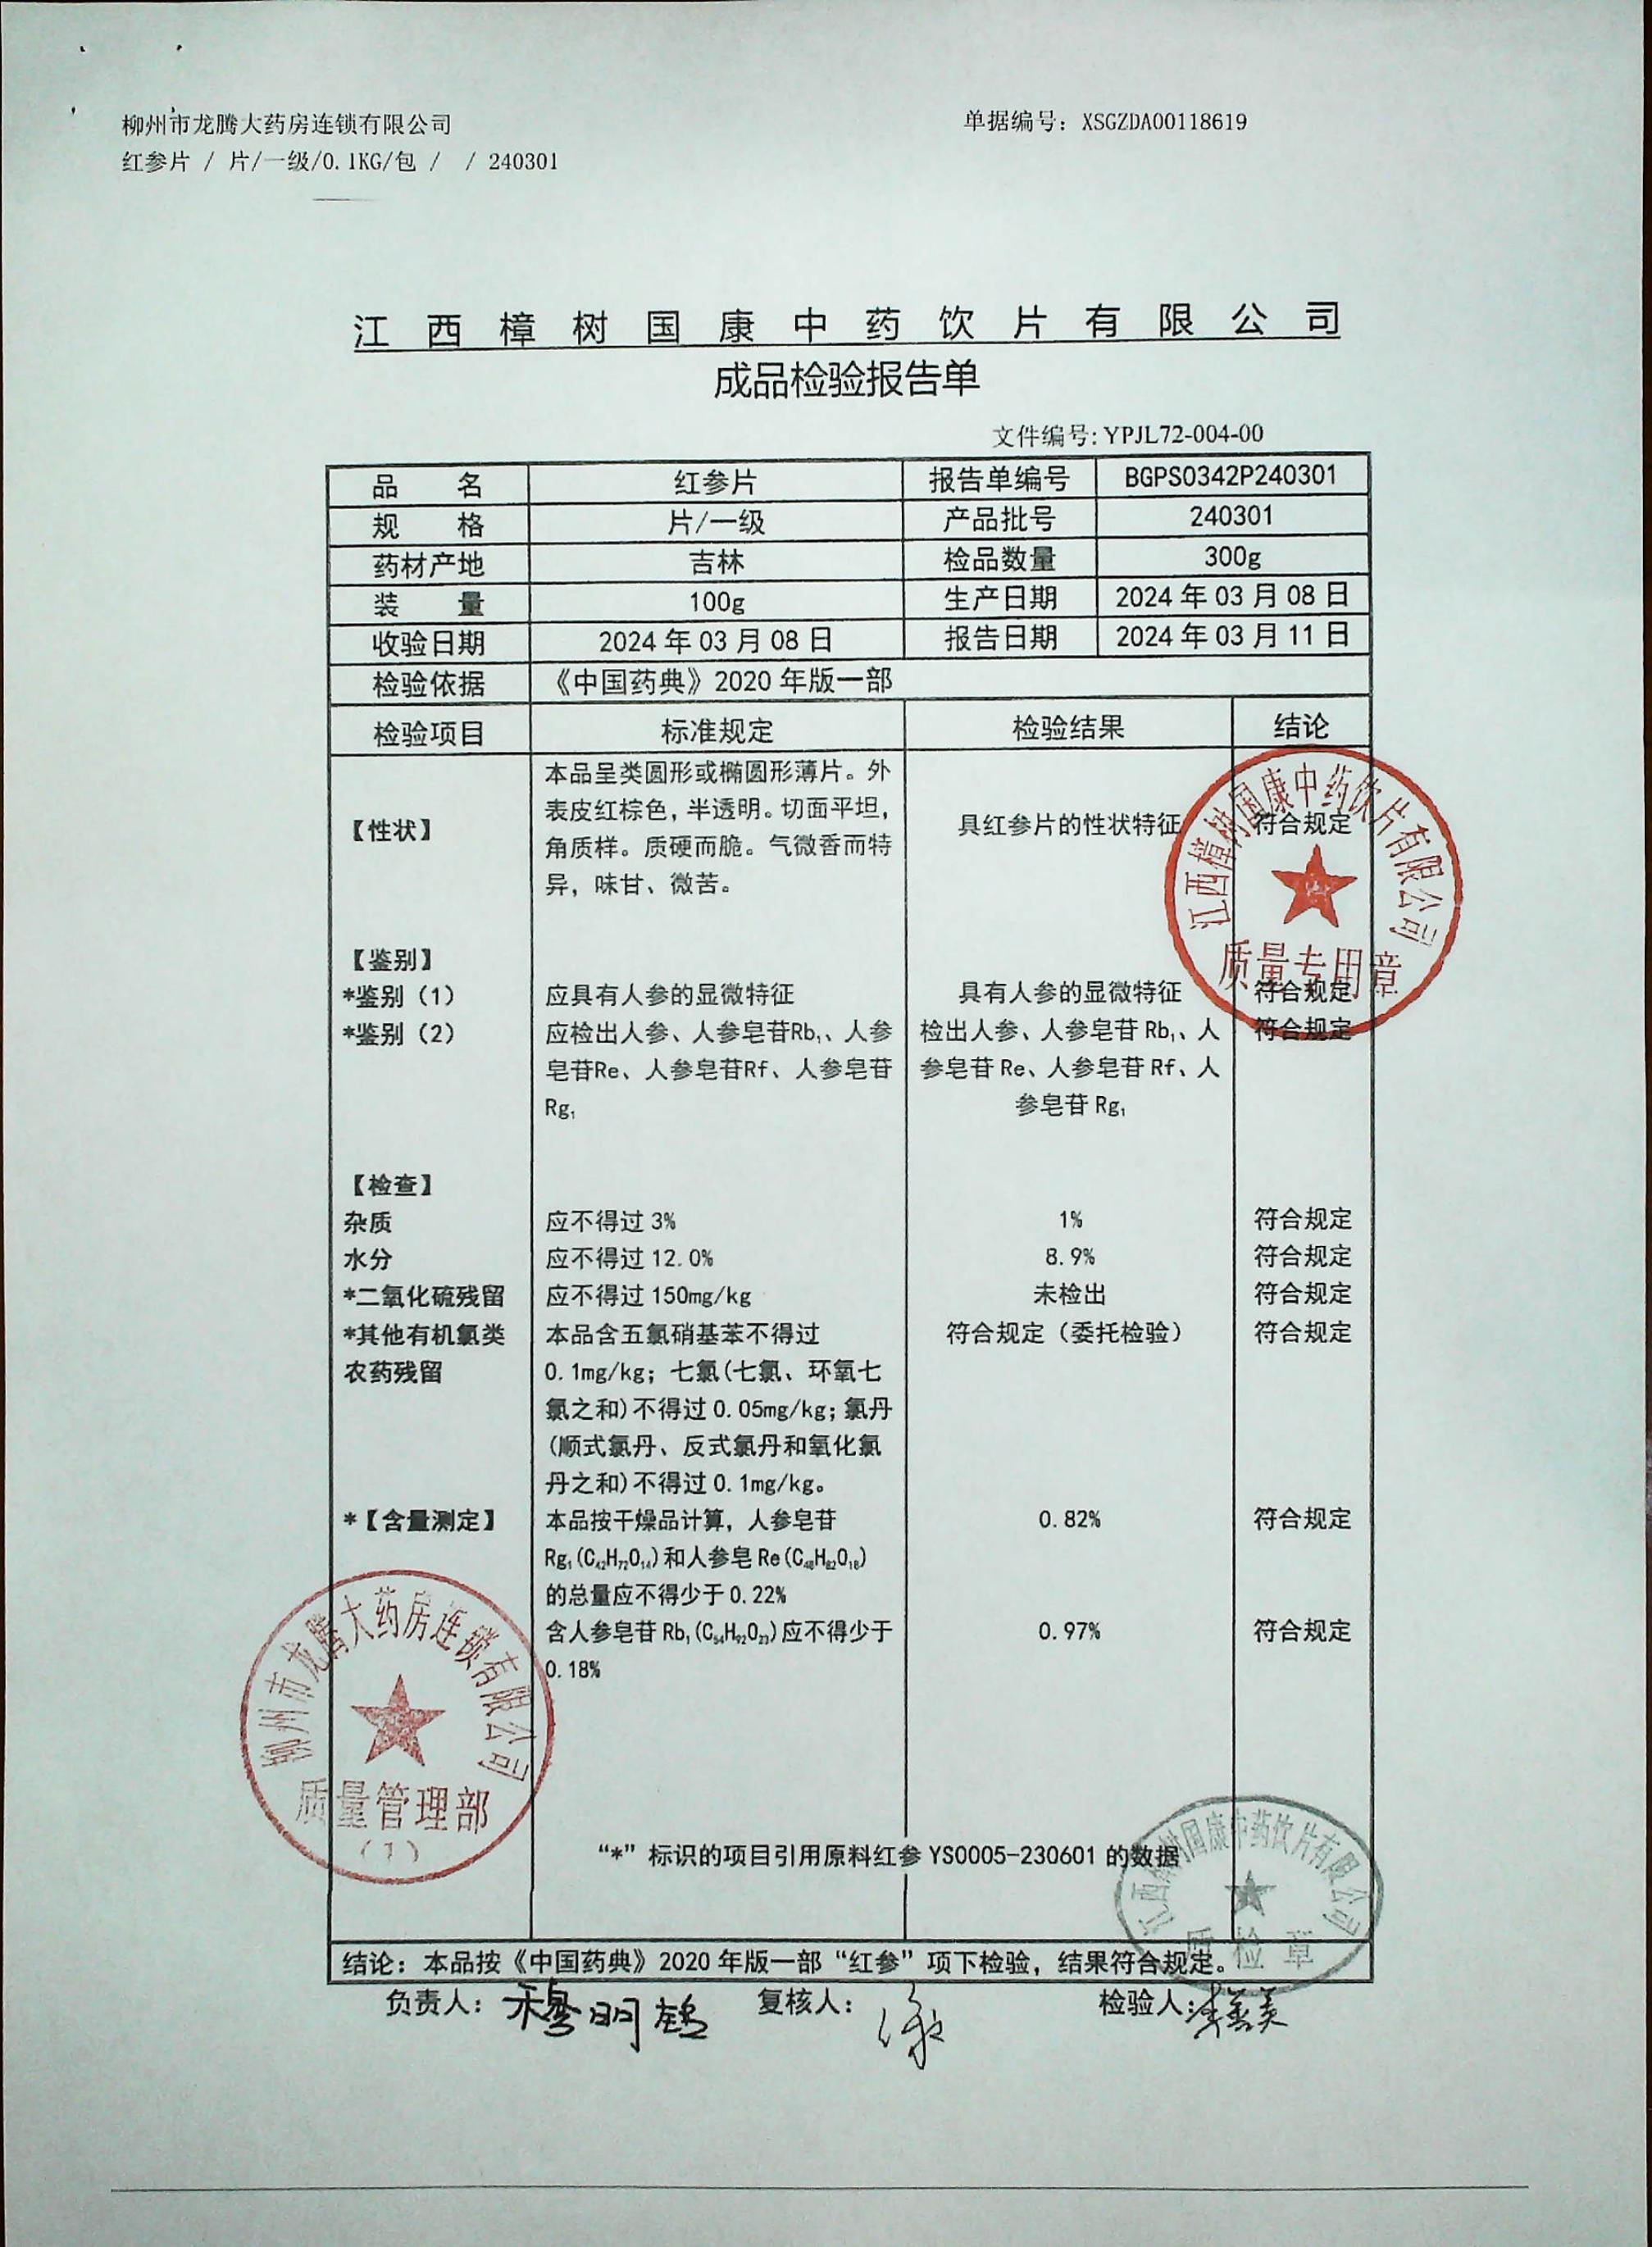 柳州市龙腾大药房连锁有限公司
单据编号：XSGZDA00118619
红参片 / 片/一级/0.1KG/包 / / 240301
江西樟树国康中药饮片有限公司
成品检验报告单
文件编号:YPJL72-004-00
品 名 红参片 报告单编号 BGPS0342P240301
规 格 片/一级 产品批号 240301
药材产地 吉林 检品数量 300g
装 量 100g 生产日期 2024年03月08日
收验日期 2024年03月08日 报告日期 2024年03月11日
检验依据 《中国药典》2020年版一部
检验项目 标准规定 检验结果 结论
本品呈类圆形或椭圆形薄片。外
表皮红棕色，半透明。切面平坦，
【性状】 具红参片的性状特征 符合规定
角质样。质硬而脆。气微香而特
异，味甘、微苦。
【鉴别】
*鉴别（1） 应具有人参的显微特征 具有人参的显微特征 符合规定
*鉴别（2） 应检出人参、人参皂苷Rb₁、人参 检出人参、人参皂苷Rb₁、人 符合规定
皂苷Re、人参皂苷Rf、人参皂苷 参皂苷Re、人参皂苷Rf、人
Rg₁ 参皂苷Rg₁
【检查】
杂质 应不得过3% 1% 符合规定
水分 应不得过12.0% 8.9% 符合规定
*二氧化硫残留 应不得过150mg/kg 未检出 符合规定
*其他有机氯类 本品含五氯硝基苯不得过 符合规定（委托检验） 符合规定
农药残留 0.1mg/kg；七氯(七氯、环氧七
氯之和)不得过0.05mg/kg；氯丹
(顺式氯丹、反式氯丹和氧化氯
丹之和)不得过0.1mg/kg。
*【含量测定】 本品按干燥品计算，人参皂苷 0.82% 符合规定
Rg₁(C₄₂H₇₂O₁₄)和人参皂Re(C₄₈H₈₂O₁₈)
的总量应不得少于0.22%
含人参皂苷Rb₁(C₅₄H₉₂O₂₃)应不得少于 0.97% 符合规定
0.18%
“*”标识的项目引用原料红参YS0005-230601的数据
结论：本品按《中国药典》2020年版一部“红参”项下检验，结果符合规定。
负责人： 复核人： 检验人：
江西樟树国康中药饮片有限公司
质量专用章
柳州市龙腾大药房连锁有限公司
质量管理部
（1）
江西樟树国康中药饮片有限公司
质检章